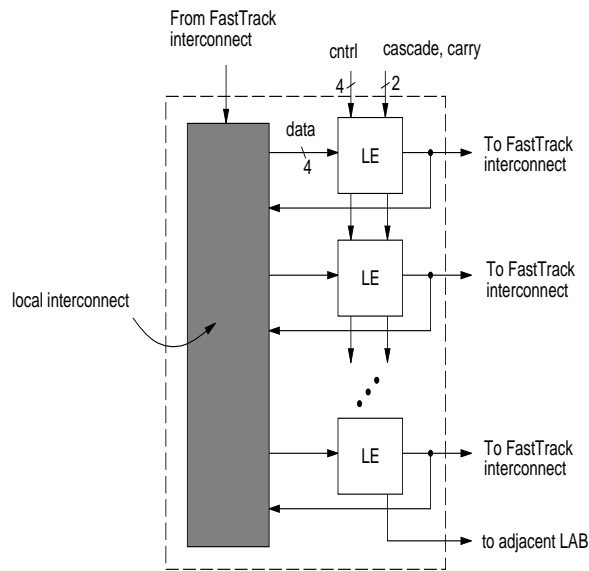 From FastTrack
interconnect
cntrl
cascade, carry
4
2
data
4
LE
To FastTrack
interconnect
LE
To FastTrack
interconnect
local interconnect
LE
To FastTrack
interconnect
to adjacent LAB